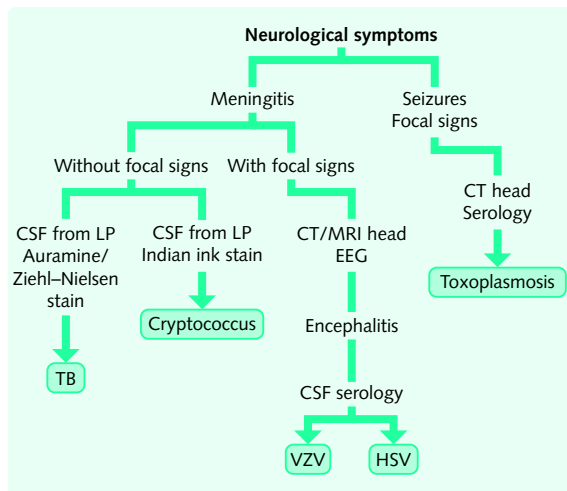 Neurological symptoms
Meningitis
Seizures
Focal signs
Without focal signs
With focal signs
CSF from LP
Auramine/
Ziehl–Nielsen
stain
CSF from LP
Indian ink stain
CT/MRI head
EEG
CT head
Serology
Toxoplasmosis
Cryptococcus
Encephalitis
TB
CSF serology
VZV
HSV